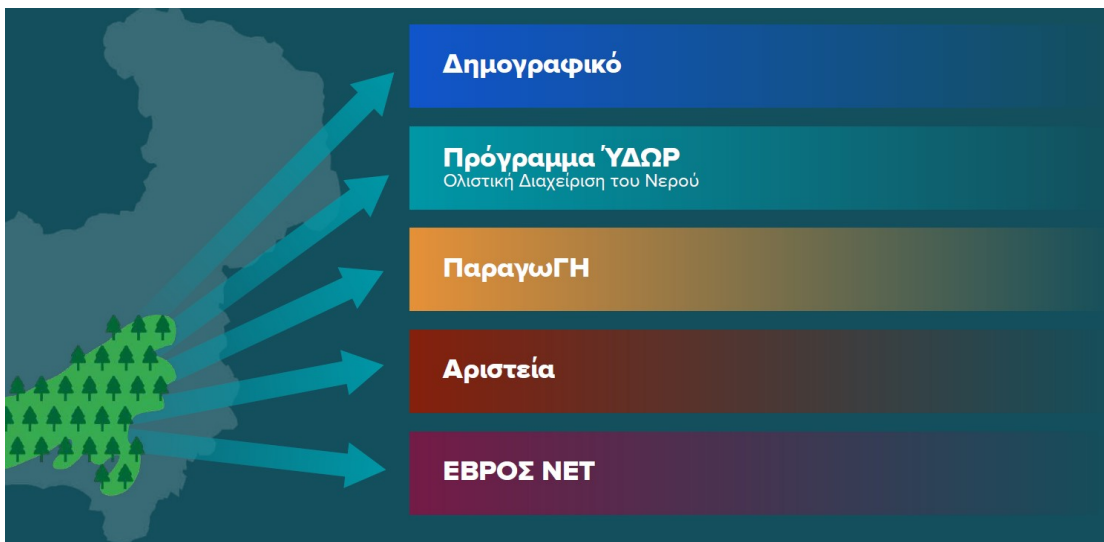 Δημογραφικό
Πρόγραμμα ΎΔΩΡ
Ολιστική Διαχείριση του Νερού
ΠαραγωΓΗ
Αριστεία
ΕΒΡΟΣ ΝΕΤ